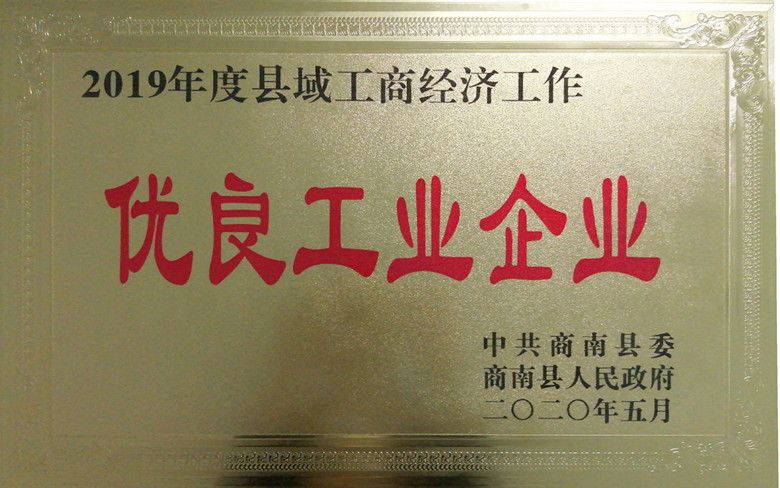 2019年度县域工商经济工作
优良工业企业
中共商南县委
商南县人民政府
二〇二〇年五月